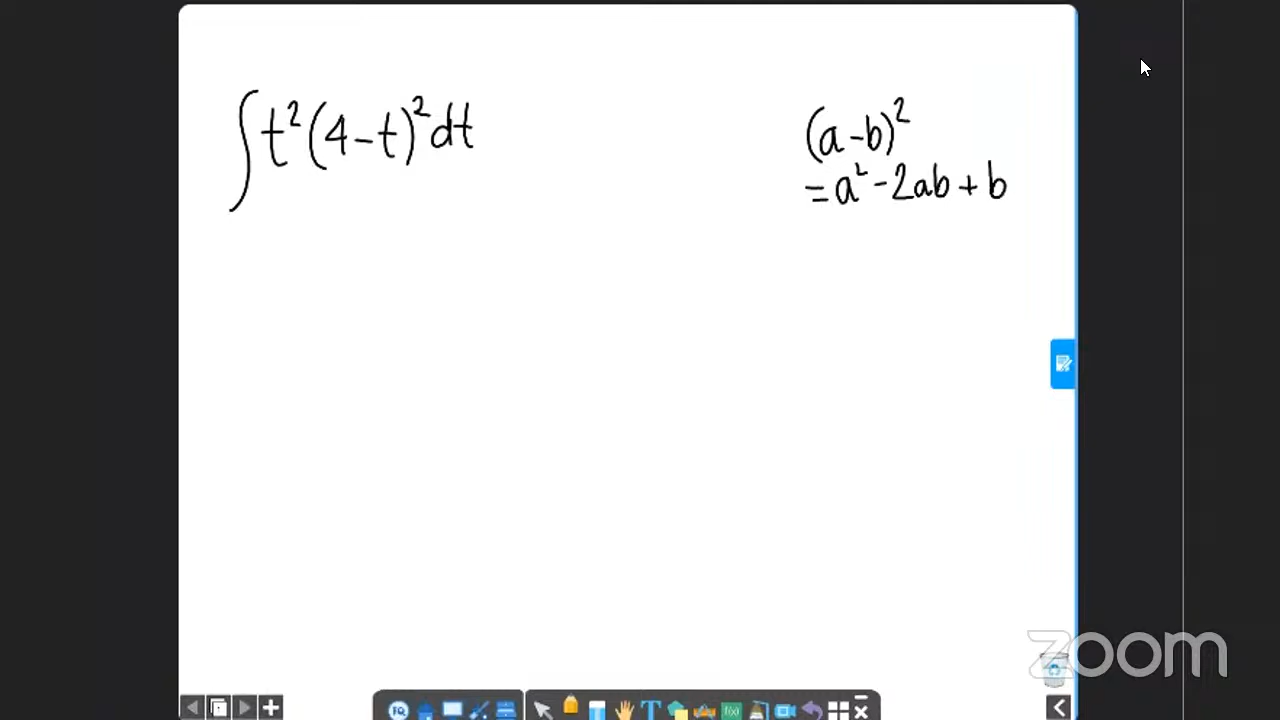 ∫t²(4-t)²dt
(a-b)²
=a²-2ab+b
zoom